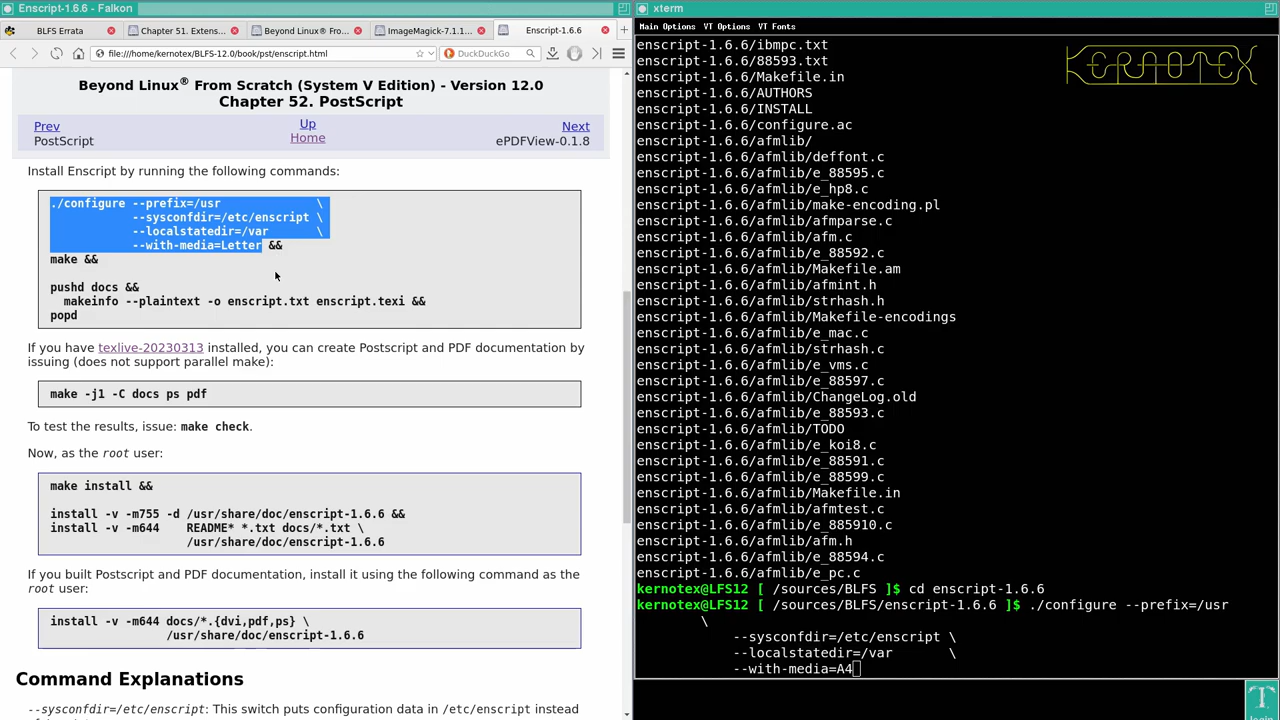 Enscript-1.6.6 - Falkon
BLFS Errata
Chapter 51. Extens...
Beyond Linux® Fro...
ImageMagick-7.1.1...
Enscript-1.6.6
file:///home/kernotex/BLFS-12.0/book/pst/enscript.html
DuckDuckGo
Beyond Linux® From Scratch (System V Edition) - Version 12.0
Chapter 52. PostScript
Prev
Up
Next
PostScript
Home
ePDFView-0.1.8
Install Enscript by running the following commands:
./configure --prefix=/usr \
--sysconfdir=/etc/enscript \
--localstatedir=/var \
--with-media=Letter &&
make &&
pushd docs &&
makeinfo --plaintext -o enscript.txt enscript.texi &&
popd
If you have texlive-20230313 installed, you can create Postscript and PDF documentation by
issuing (does not support parallel make):
make -j1 -C docs ps pdf
To test the results, issue: make check.
Now, as the root user:
make install &&
install -v -m755 -d /usr/share/doc/enscript-1.6.6 &&
install -v -m644 README* *.txt docs/*.txt \
/usr/share/doc/enscript-1.6.6
If you built Postscript and PDF documentation, install it using the following command as the
root user:
install -v -m644 docs/*.{dvi,pdf,ps} \
/usr/share/doc/enscript-1.6.6
Command Explanations
--sysconfdir=/etc/enscript: This switch puts configuration data in /etc/enscript instead
xterm
Main Options VT Options VT Fonts
KERNOTEX
enscript-1.6.6/ibmpc.txt
enscript-1.6.6/88593.txt
enscript-1.6.6/Makefile.in
enscript-1.6.6/AUTHORS
enscript-1.6.6/INSTALL
enscript-1.6.6/configure.ac
enscript-1.6.6/afmlib/
enscript-1.6.6/afmlib/deffont.c
enscript-1.6.6/afmlib/e_88595.c
enscript-1.6.6/afmlib/e_hp8.c
enscript-1.6.6/afmlib/make-encoding.pl
enscript-1.6.6/afmlib/afmparse.c
enscript-1.6.6/afmlib/afm.c
enscript-1.6.6/afmlib/e_88592.c
enscript-1.6.6/afmlib/Makefile.am
enscript-1.6.6/afmlib/afmint.h
enscript-1.6.6/afmlib/strhash.h
enscript-1.6.6/afmlib/Makefile-encodings
enscript-1.6.6/afmlib/e_mac.c
enscript-1.6.6/afmlib/strhash.c
enscript-1.6.6/afmlib/e_vms.c
enscript-1.6.6/afmlib/e_88597.c
enscript-1.6.6/afmlib/ChangeLog.old
enscript-1.6.6/afmlib/e_88593.c
enscript-1.6.6/afmlib/TODO
enscript-1.6.6/afmlib/e_koi8.c
enscript-1.6.6/afmlib/e_88591.c
enscript-1.6.6/afmlib/e_88599.c
enscript-1.6.6/afmlib/Makefile.in
enscript-1.6.6/afmlib/afmtest.c
enscript-1.6.6/afmlib/e_885910.c
enscript-1.6.6/afmlib/afm.h
enscript-1.6.6/afmlib/e_88594.c
enscript-1.6.6/afmlib/e_pc.c
kernotex@LFS12 [ /sources/BLFS ]$ cd enscript-1.6.6
kernotex@LFS12 [ /sources/BLFS/enscript-1.6.6 ]$ ./configure --prefix=/usr
\
--sysconfdir=/etc/enscript \
--localstatedir=/var \
--with-media=A4
login